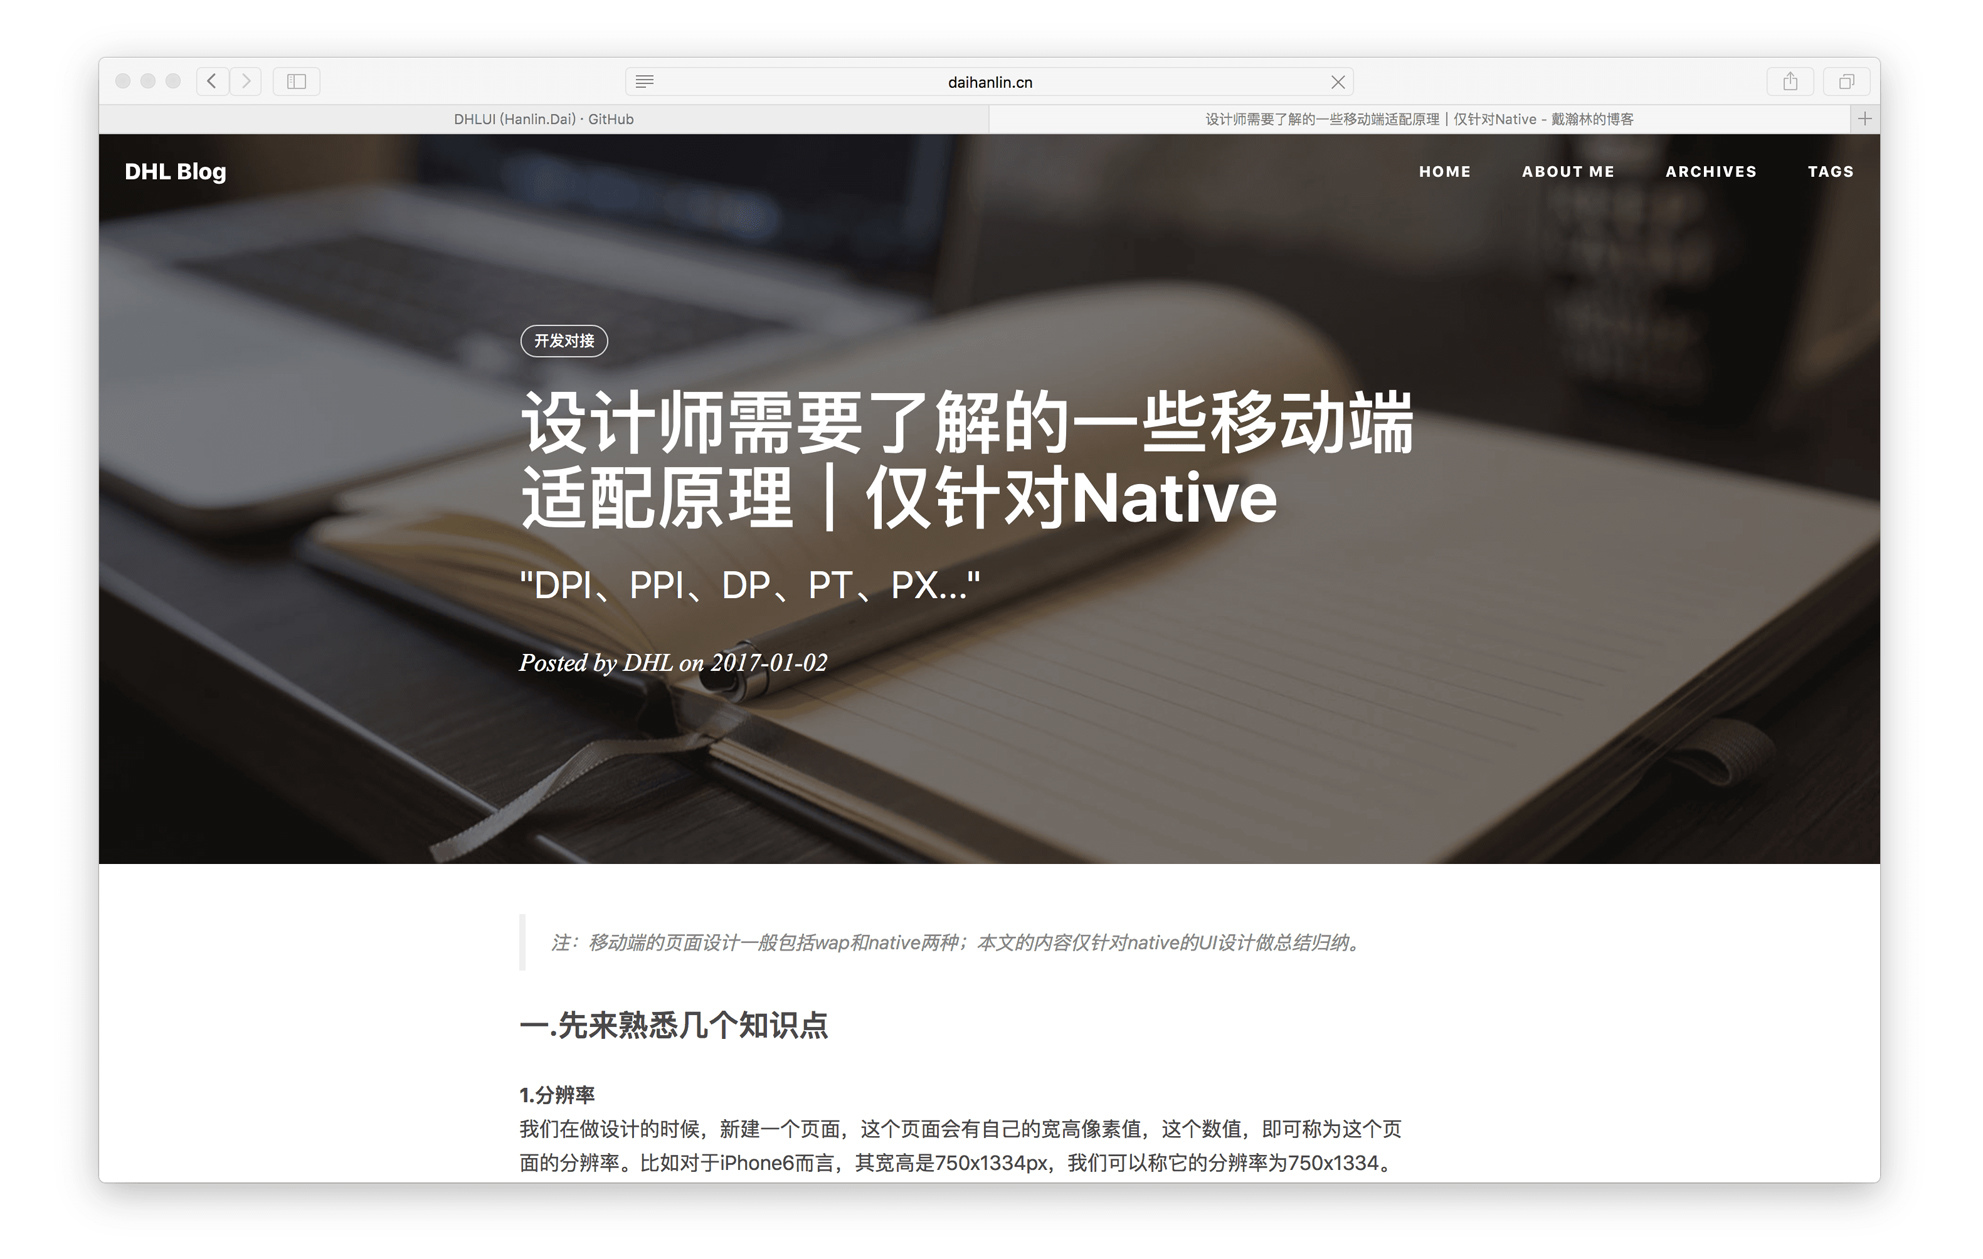 daihanlin.cn
DHLUI (Hanlin.Dai) · GitHub
设计师需要了解的一些移动端适配原理｜仅针对Native - 戴瀚林的博客
DHL Blog
HOME
ABOUT ME
ARCHIVES
TAGS
开发对接
设计师需要了解的一些移动端
适配原理｜仅针对Native
"DPI、PPI、DP、PT、PX..."
Posted by DHL on 2017-01-02
注：移动端的页面设计一般包括wap和native两种；本文的内容仅针对native的UI设计做总结归纳。
一.先来熟悉几个知识点
1.分辨率
我们在做设计的时候，新建一个页面，这个页面会有自己的宽高像素值，这个数值，即可称为这个页
面的分辨率。比如对于iPhone6而言，其宽高是750x1334px，我们可以称它的分辨率为750x1334。